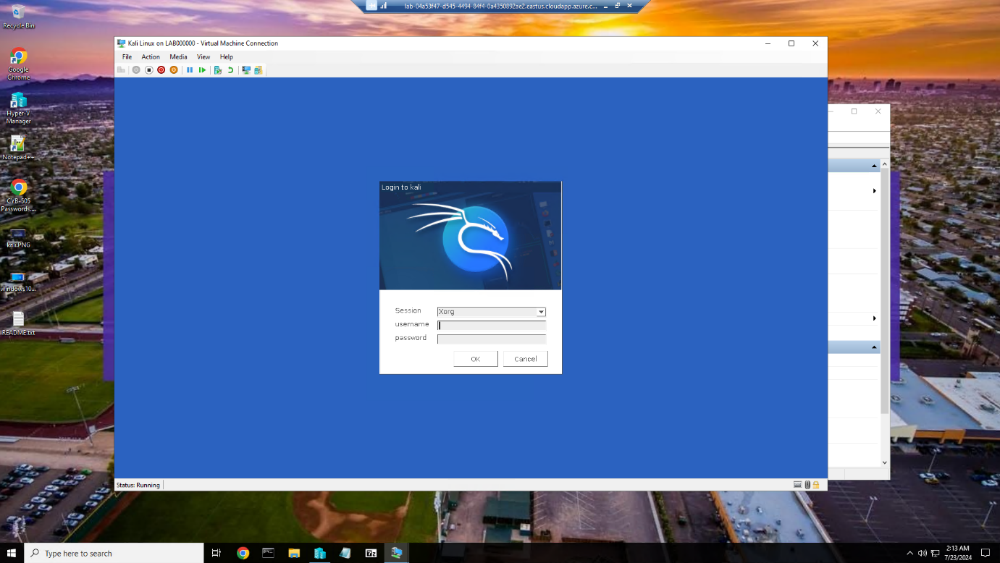 lab-04a53f47-d545-4494-84f4-0a4350892ae2.eastus.cloudapp.azure.c...
Recycle Bin
Google
Chrome
Hyper-V
Manager
Notepad++
CYB-505
Passwords....
kali.PNG
windows10...
README.txt
Kali Linux on LAB000000 - Virtual Machine Connection
File Action Media View Help
Login to kali
Session Xorg
username
password
OK Cancel
Status: Running
Type here to search
7z
2:13 AM
7/23/2024